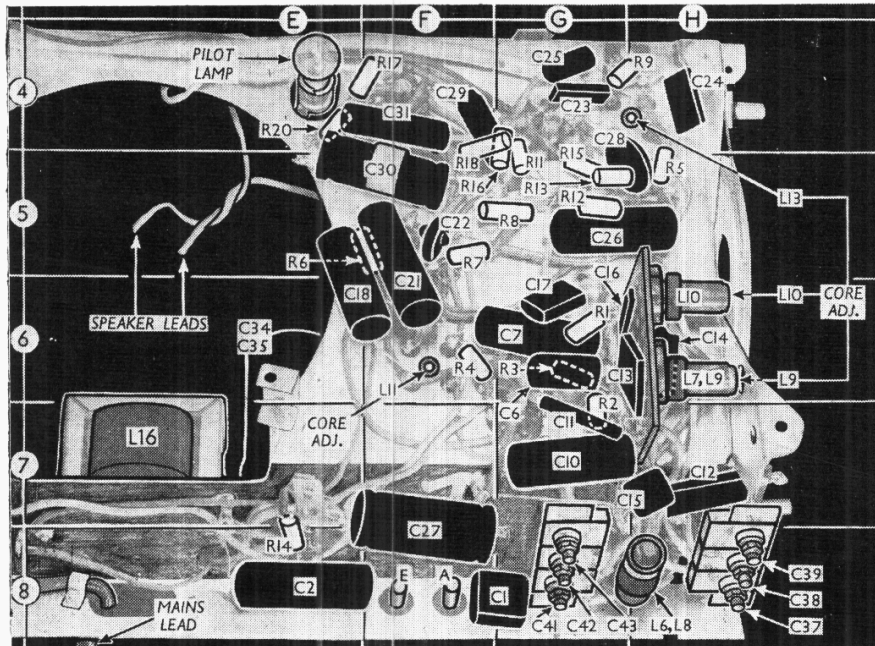 E F G H
PILOT LAMP
R17
C25
R9
C24
4
C29
C23
C31
R20
C28
R15
R18
R11
R5
C30
R16
R13
R12
L13
5
R8
C22
C26
R6
R7
C16
C18
C21
C17
L10
L10
CORE ADJ.
SPEAKER LEADS
C34
C35
C7
R1
C14
6
R3
R4
C13
L7, L9
L9
L11
C6
R2
CORE ADJ.
C11
L16
C10
7
C15
C12
C27
R14
C2
E
A
C1
8
C39
C38
C37
MAINS LEAD
C41
C42
C43
L6, L8